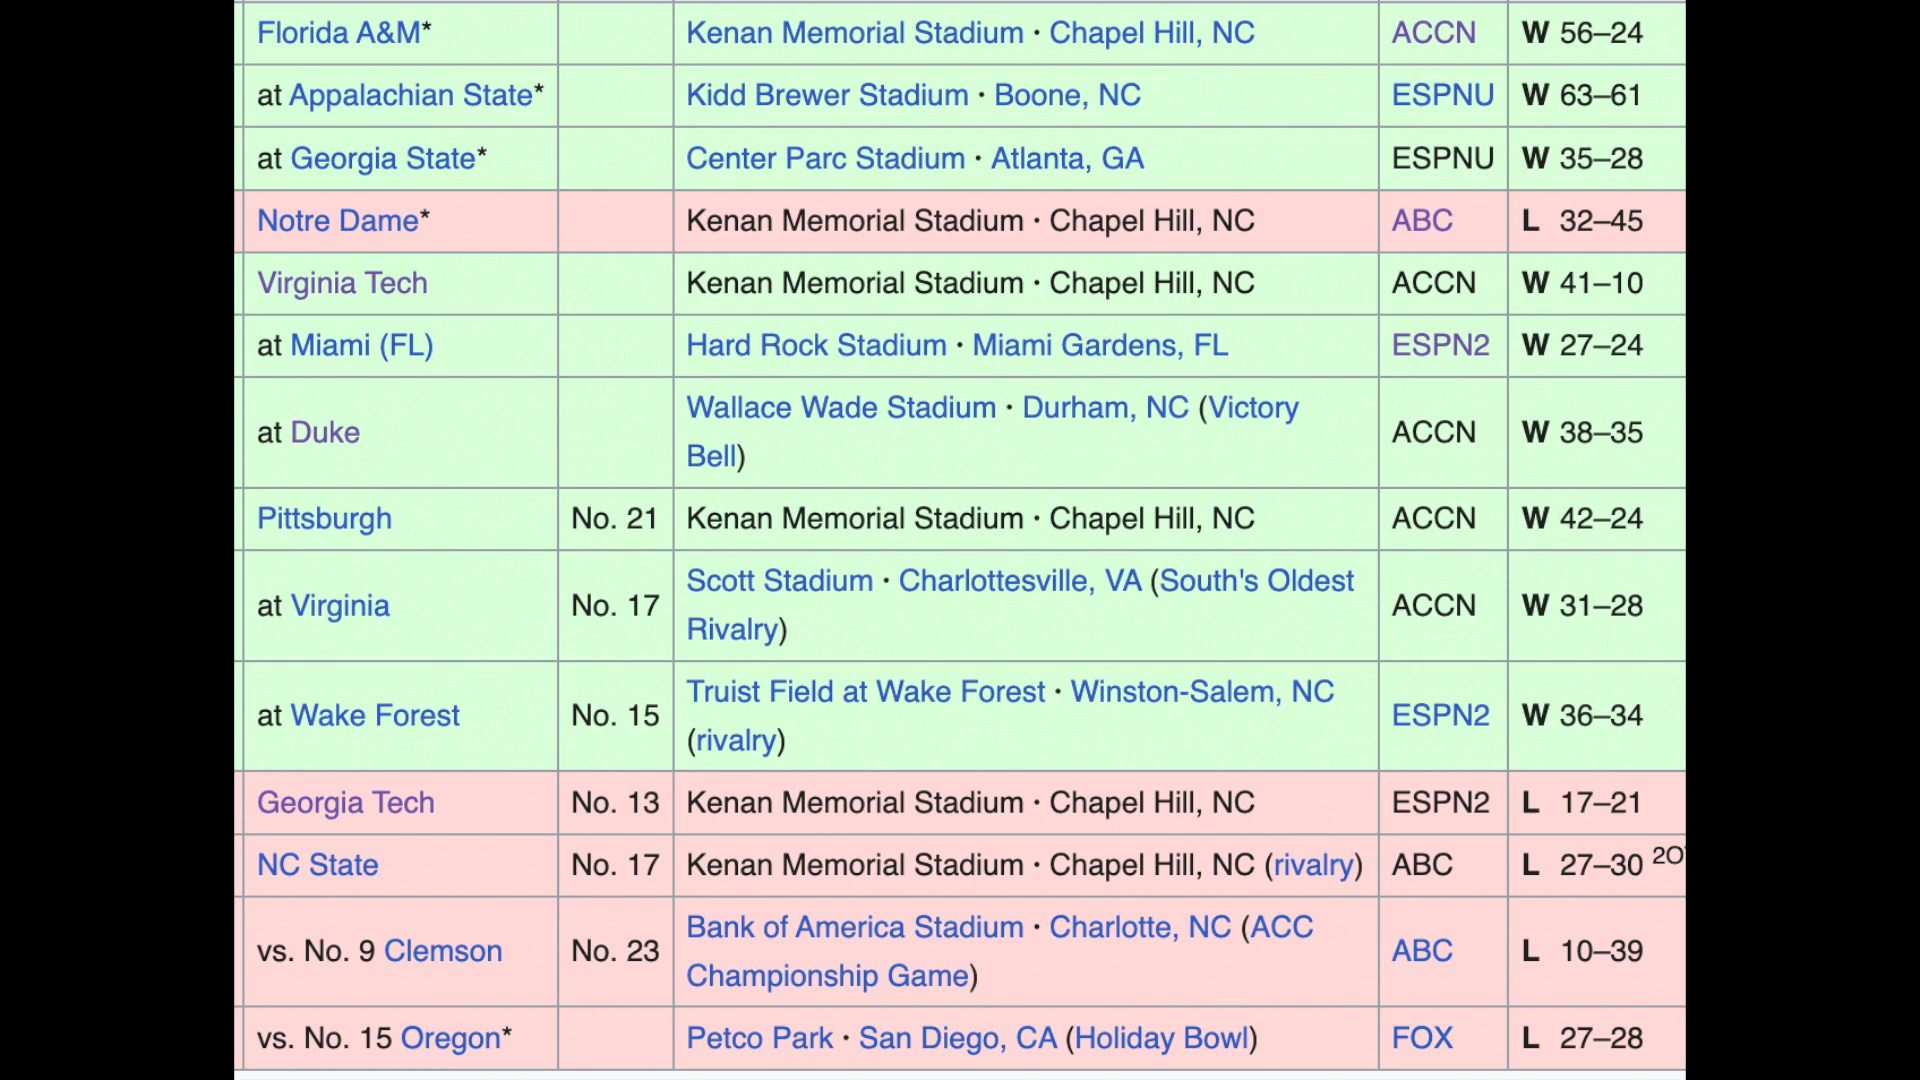 Florida A&M* Kenan Memorial Stadium • Chapel Hill, NC ACCN W 56–24
at Appalachian State* Kidd Brewer Stadium • Boone, NC ESPNU W 63–61
at Georgia State* Center Parc Stadium • Atlanta, GA ESPNU W 35–28
Notre Dame* Kenan Memorial Stadium • Chapel Hill, NC ABC L 32–45
Virginia Tech Kenan Memorial Stadium • Chapel Hill, NC ACCN W 41–10
at Miami (FL) Hard Rock Stadium • Miami Gardens, FL ESPN2 W 27–24
at Duke Wallace Wade Stadium • Durham, NC (Victory
Bell) ACCN W 38–35
Pittsburgh No. 21 Kenan Memorial Stadium • Chapel Hill, NC ACCN W 42–24
at Virginia No. 17 Scott Stadium • Charlottesville, VA (South's Oldest
Rivalry) ACCN W 31–28
at Wake Forest No. 15 Truist Field at Wake Forest • Winston-Salem, NC
(rivalry) ESPN2 W 36–34
Georgia Tech No. 13 Kenan Memorial Stadium • Chapel Hill, NC ESPN2 L 17–21
NC State No. 17 Kenan Memorial Stadium • Chapel Hill, NC (rivalry) ABC L 27–30 2O
vs. No. 9 Clemson No. 23 Bank of America Stadium • Charlotte, NC (ACC
Championship Game) ABC L 10–39
vs. No. 15 Oregon* Petco Park • San Diego, CA (Holiday Bowl) FOX L 27–28